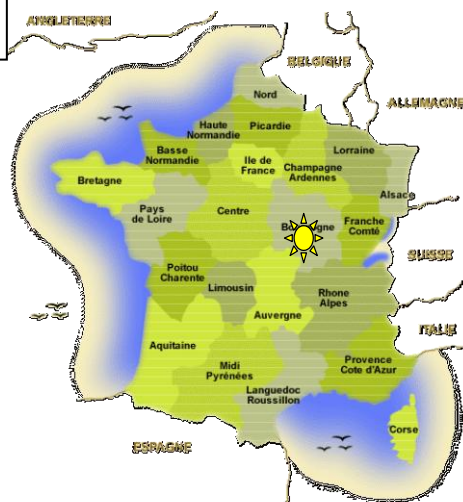 ANGLETERRE
BELGIQUE
ALLEMAGNE
Nord
Haute
Normandie
Picardie
Basse
Normandie
Ile de
France
Lorraine
Champagne
Ardennes
Alsace
Bretagne
Pays
de Loire
Centre
Franche
Comté
SUISSE
Poitou
Charente
Limousin
Rhone
Alpes
Auvergne
ITALIE
Aquitaine
Midi
Pyrénées
Provence
Cote d'Azur
Languedoc
Roussillon
Corse
ESPAGNE